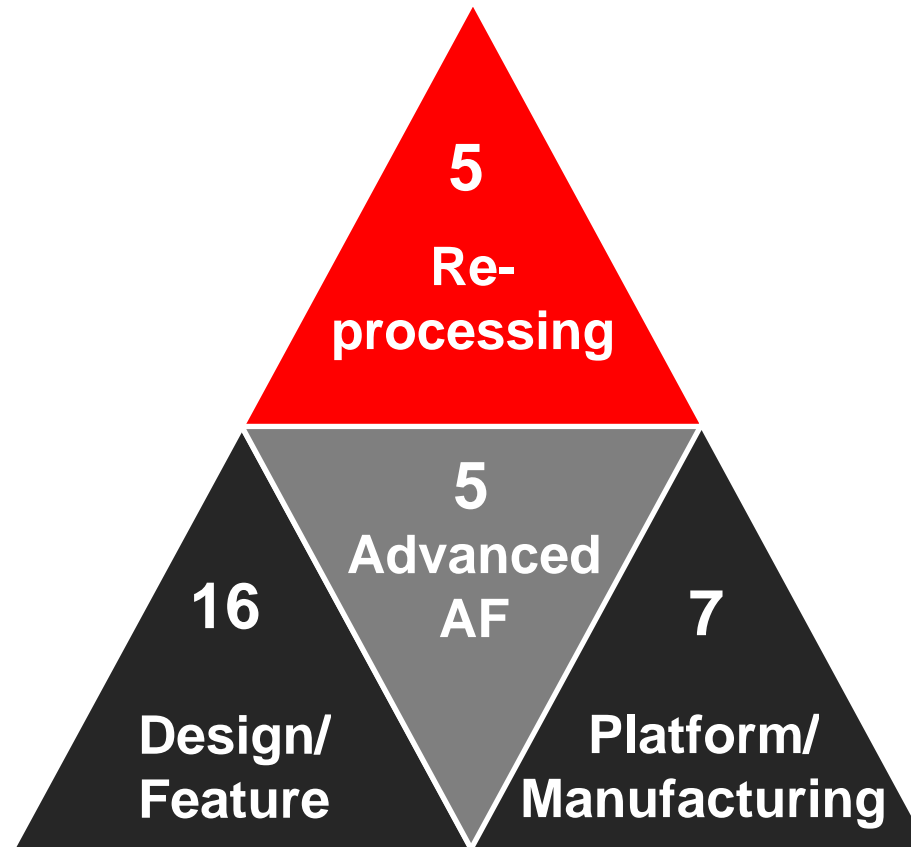 5
Re-
processing
5
Advanced
AF
16
Design/
Feature
7
Platform/
Manufacturing